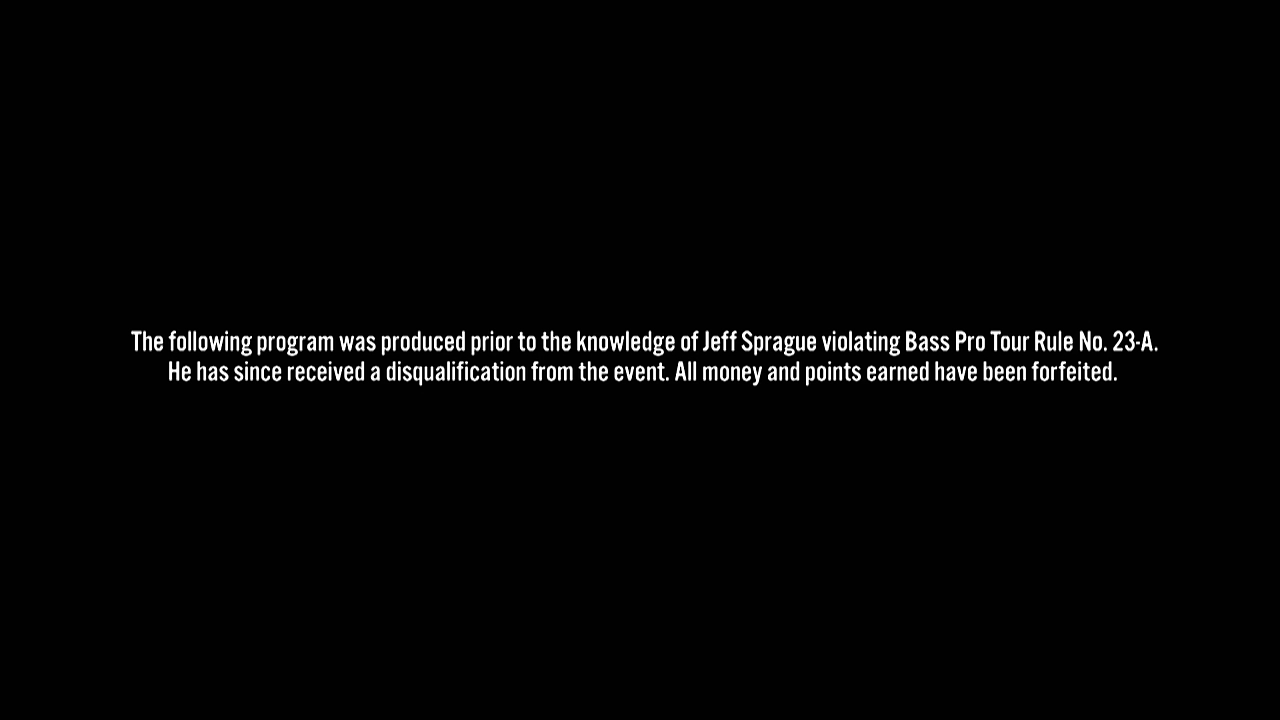 The following program was produced prior to the knowledge of Jeff Sprague violating Bass Pro Tour Rule No. 23-A.
He has since received a disqualification from the event. All money and points earned have been forfeited.